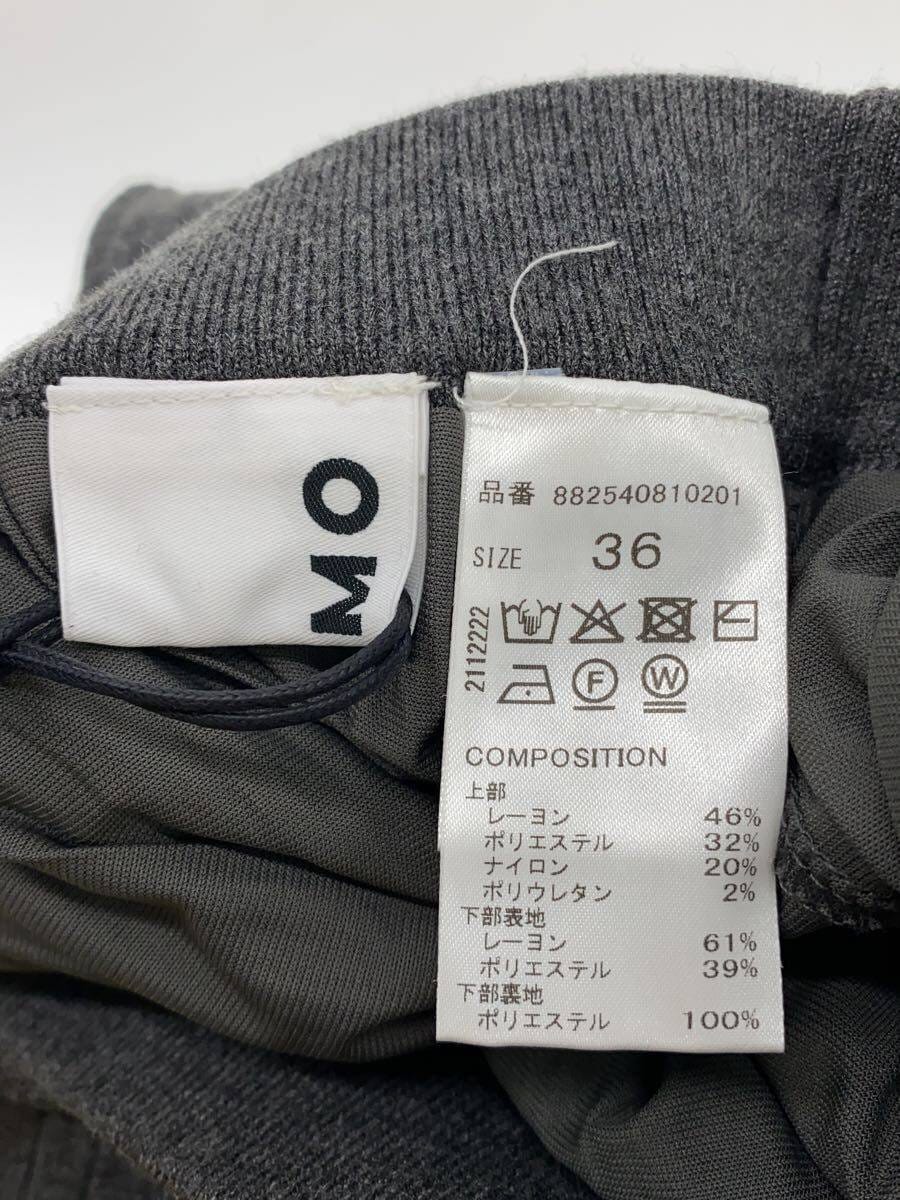 MO
品番 882540810201
SIZE 36
2112222
F W
COMPOSITION
上部
レーヨン 46%
ポリエステル 32%
ナイロン 20%
ポリウレタン 2%
下部表地
レーヨン 61%
ポリエステル 39%
下部裏地
ポリエステル 100%